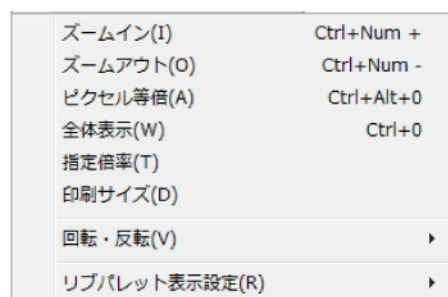 ズームイン(I) Ctrl+Num +
ズームアウト(O) Ctrl+Num -
ピクセル等倍(A) Ctrl+Alt+0
全体表示(W) Ctrl+0
指定倍率(T)
印刷サイズ(D)
回転・反転(V)
リブパレット表示設定(R)